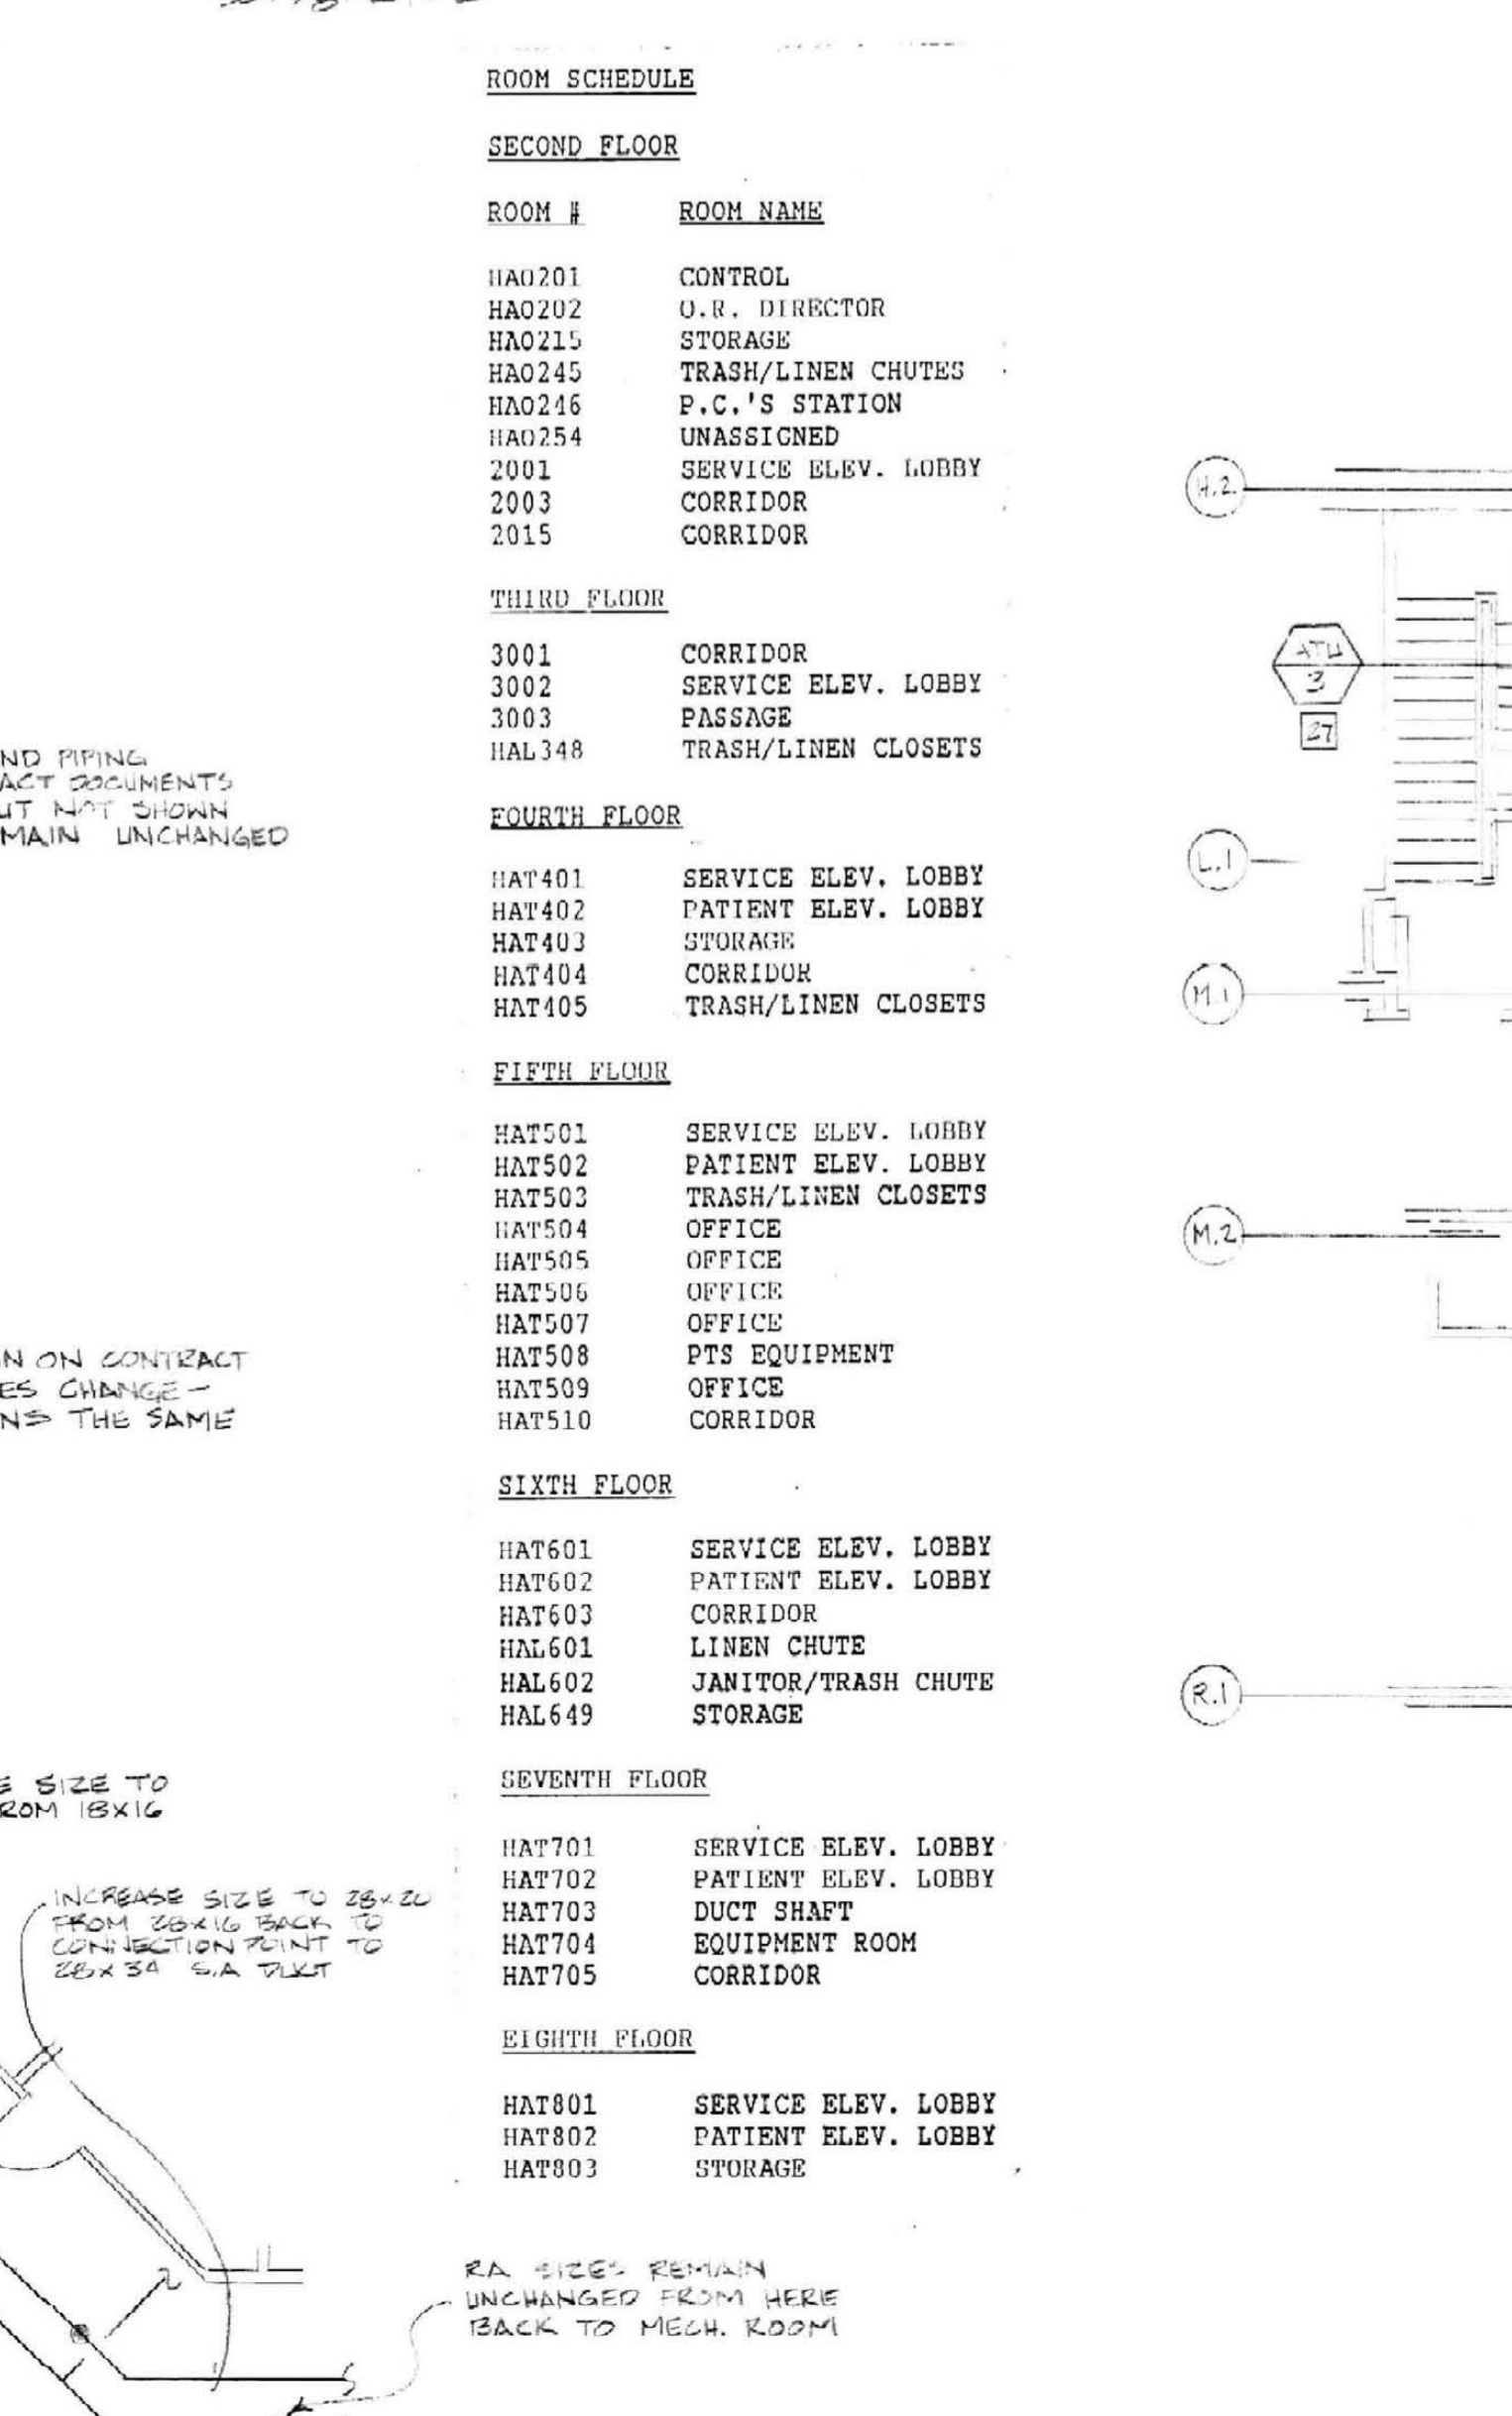 ROOM SCHEDULE
SECOND FLOOR
ROOM # ROOM NAME
HA0201 CONTROL
HA0202 O.R. DIRECTOR
HA0215 STORAGE
HA0245 TRASH/LINEN CHUTES
HA0246 P.C.'S STATION
HA0254 UNASSIGNED
2001 SERVICE ELEV. LOBBY
2003 CORRIDOR
2015 CORRIDOR
THIRD FLOOR
3001 CORRIDOR
3002 SERVICE ELEV. LOBBY
3003 PASSAGE
HAL348 TRASH/LINEN CLOSETS
FOURTH FLOOR
HAT401 SERVICE ELEV. LOBBY
HAT402 PATIENT ELEV. LOBBY
HAT403 STORAGE
HAT404 CORRIDOR
HAT405 TRASH/LINEN CLOSETS
FIFTH FLOOR
HAT501 SERVICE ELEV. LOBBY
HAT502 PATIENT ELEV. LOBBY
HAT503 TRASH/LINEN CLOSETS
HAT504 OFFICE
HAT505 OFFICE
HAT506 OFFICE
HAT507 OFFICE
HAT508 PTS EQUIPMENT
HAT509 OFFICE
HAT510 CORRIDOR
SIXTH FLOOR
HAT601 SERVICE ELEV. LOBBY
HAT602 PATIENT ELEV. LOBBY
HAT603 CORRIDOR
HAL601 LINEN CHUTE
HAL602 JANITOR/TRASH CHUTE
HAL649 STORAGE
SEVENTH FLOOR
HAT701 SERVICE ELEV. LOBBY
HAT702 PATIENT ELEV. LOBBY
HAT703 DUCT SHAFT
HAT704 EQUIPMENT ROOM
HAT705 CORRIDOR
EIGHTH FLOOR
HAT801 SERVICE ELEV. LOBBY
HAT802 PATIENT ELEV. LOBBY
HAT803 STORAGE
ND PIPING
ACT DOCUMENTS
UT NOT SHOWN
MAIN UNCHANGED
N ON CONTRACT
ES CHANGE -
NS THE SAME
E SIZE TO
ROM 18X16
INCREASE SIZE TO 28X20
FROM 28X16 BACK TO
CONNECTION POINT TO
28X34 S.A DUCT
RA SIZES REMAIN
UNCHANGED FROM HERE
BACK TO MECH. ROOM
H.2
ATU
3
27
L.1
M.1
M.2
R.1